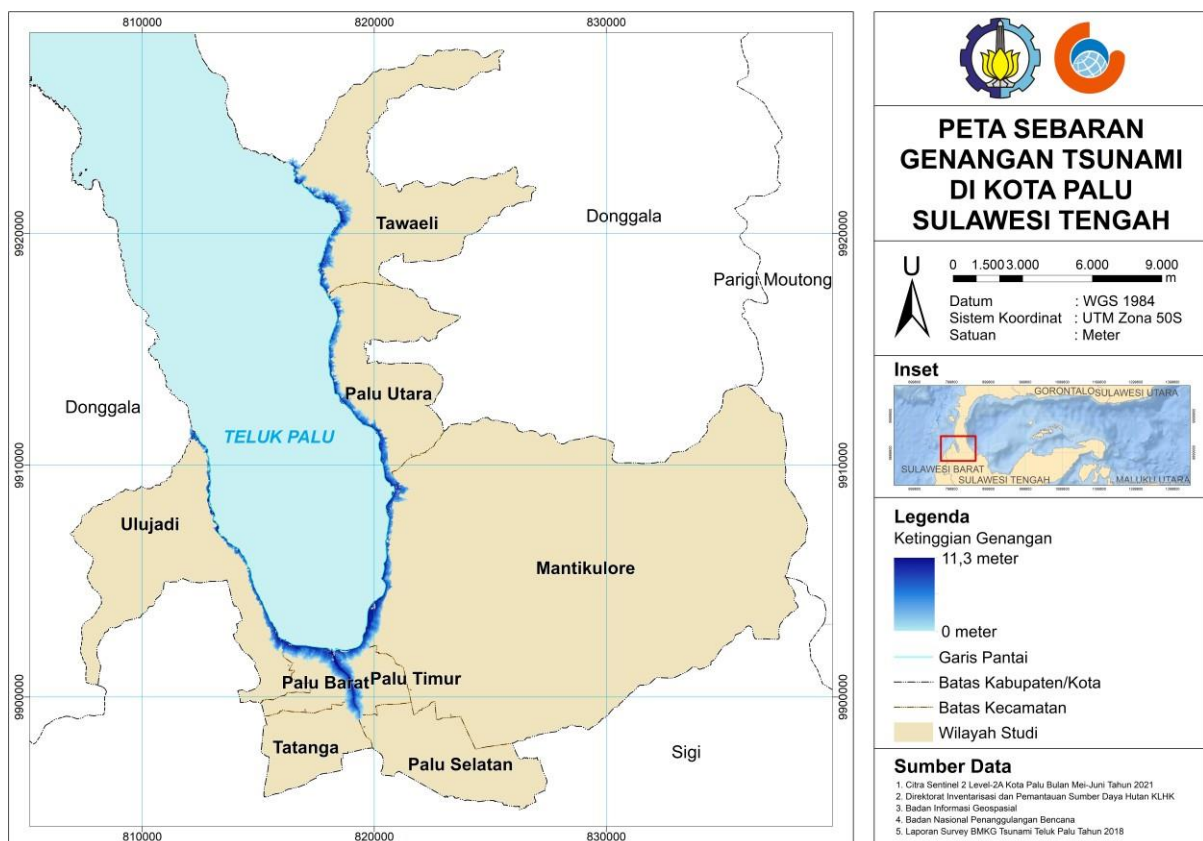 810000
820000
830000
9920000
9910000
9900000
Tawaeli
Donggala
Parigi Moutong
Palu Utara
Donggala
TELUK PALU
Ulujadi
Mantikulore
Palu Barat
Palu Timur
Tatanga
Palu Selatan
Sigi
9920000
9910000
9900000
810000
820000
830000
PETA SEBARAN
GENANGAN TSUNAMI
DI KOTA PALU
SULAWESI TENGAH
U
0 1.500 3.000 6.000 9.000
m
Datum : WGS 1984
Sistem Koordinat : UTM Zona 50S
Satuan : Meter
Inset
GORONTALO
SULAWESI UTARA
SULAWESI BARAT
SULAWESI TENGAH
MALUKU UTARA
Legenda
Ketinggian Genangan
11,3 meter
0 meter
Garis Pantai
Batas Kabupaten/Kota
Batas Kecamatan
Wilayah Studi
Sumber Data
1. Citra Sentinel 2 Level-2A Kota Palu Bulan Mei-Juni Tahun 2021
2. Direktorat Inventarisasi dan Pemantauan Sumber Daya Hutan KLHK
3. Badan Informasi Geospasial
4. Badan Nasional Penanggulangan Bencana
5. Laporan Survey BMKG Tsunami Teluk Palu Tahun 2018